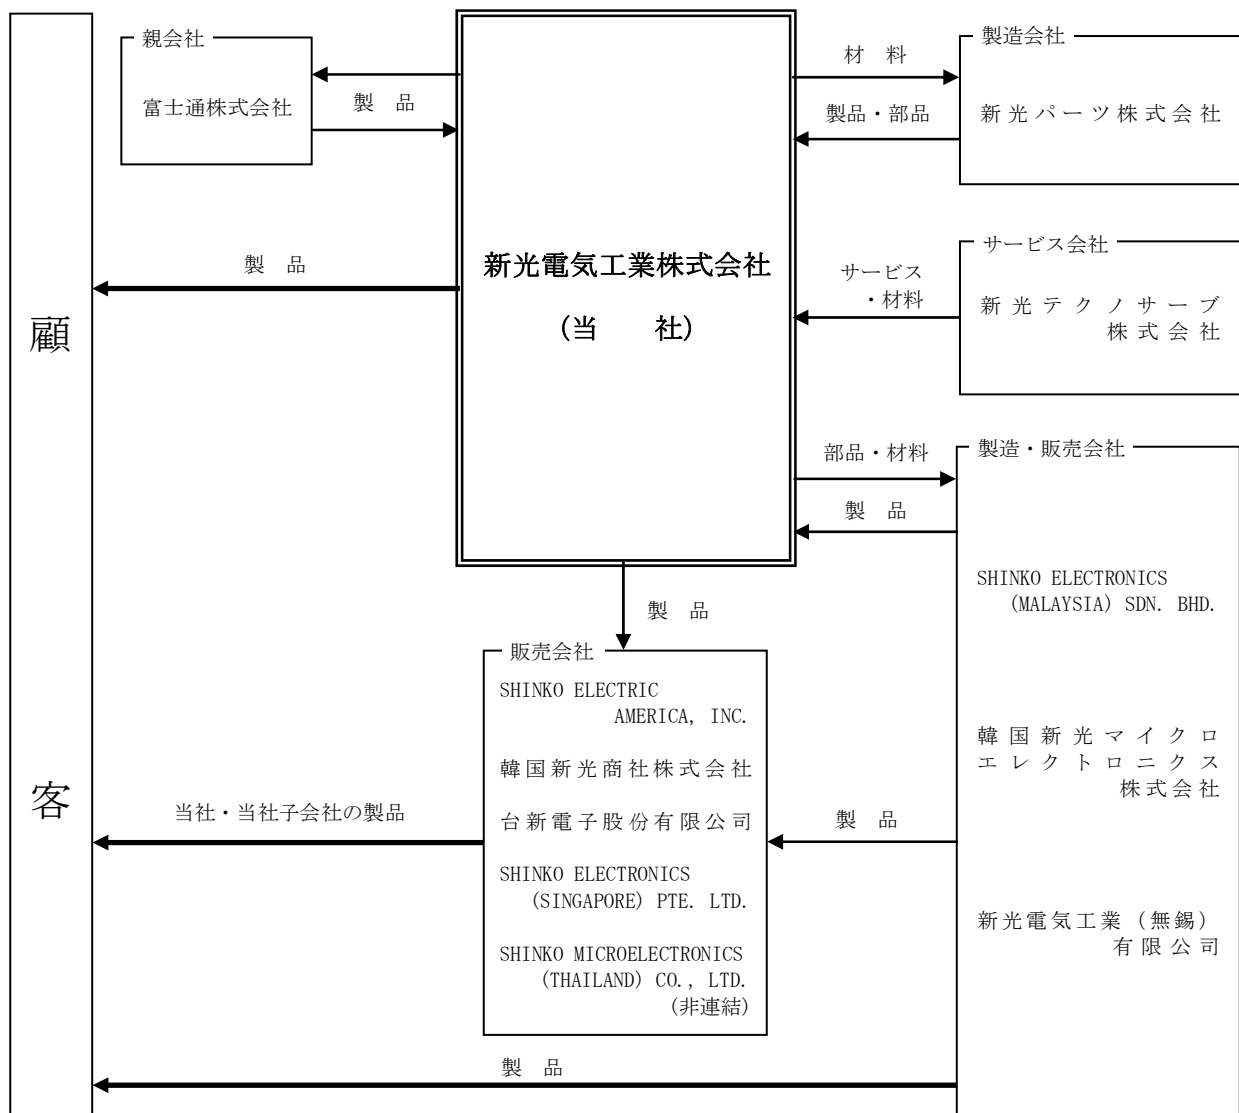 親会社
富士通株式会社
製 品
製 品
顧
客
新光電気工業株式会社
(当 社)
材 料
製品・部品
製造会社
新光パーツ株式会社
サービス会社
サービス
・材料
新光テクノサーブ
株式会社
部品・材料
製 品
製造・販売会社
SHINKO ELECTRONICS
(MALAYSIA) SDN. BHD.
韓国新光マイクロ
エレクトロニクス
株式会社
新光電気工業(無錫)
有限公司
製 品
販売会社
SHINKO ELECTRIC
AMERICA, INC.
韓国新光商社株式会社
台新電子股份有限公司
SHINKO ELECTRONICS
(SINGAPORE) PTE. LTD.
SHINKO MICROELECTRONICS
(THAILAND) CO., LTD.
(非連結)
当社・当社子会社の製品
製 品
製 品